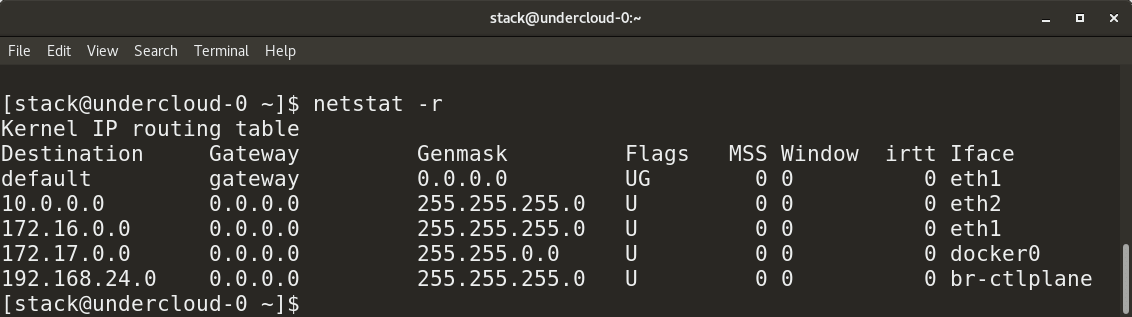 stack@undercloud-0:~
File Edit View Search Terminal Help
[stack@undercloud-0 ~]$ netstat -r
Kernel IP routing table
Destination     Gateway         Genmask         Flags   MSS Window  irtt Iface
default         gateway         0.0.0.0         UG        0 0          0 eth1
10.0.0.0        0.0.0.0         255.255.255.0   U         0 0          0 eth2
172.16.0.0      0.0.0.0         255.255.255.0   U         0 0          0 eth1
172.17.0.0      0.0.0.0         255.255.0.0     U         0 0          0 docker0
192.168.24.0    0.0.0.0         255.255.255.0   U         0 0          0 br-ctlplane
[stack@undercloud-0 ~]$